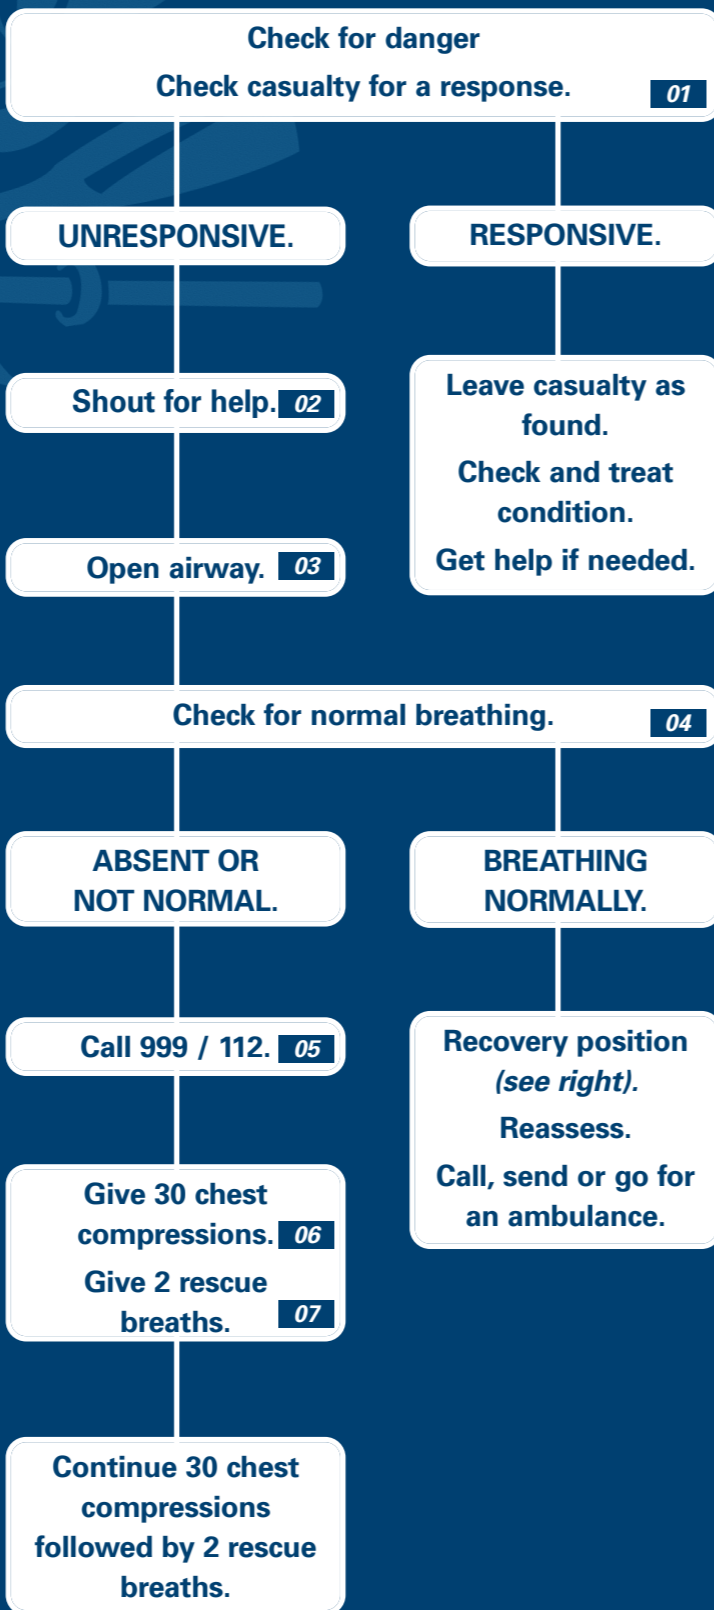 Check for danger
Check casualty for a response. 01
UNRESPONSIVE.
RESPONSIVE.
Shout for help. 02
Leave casualty as
found.
Check and treat
condition.
Get help if needed.
Open airway. 03
Check for normal breathing. 04
ABSENT OR
NOT NORMAL.
BREATHING
NORMALLY.
Call 999 / 112. 05
Recovery position
(see right).
Reassess.
Call, send or go for
an ambulance.
Give 30 chest
compressions. 06
Give 2 rescue
breaths. 07
Continue 30 chest
compressions
followed by 2 rescue
breaths.